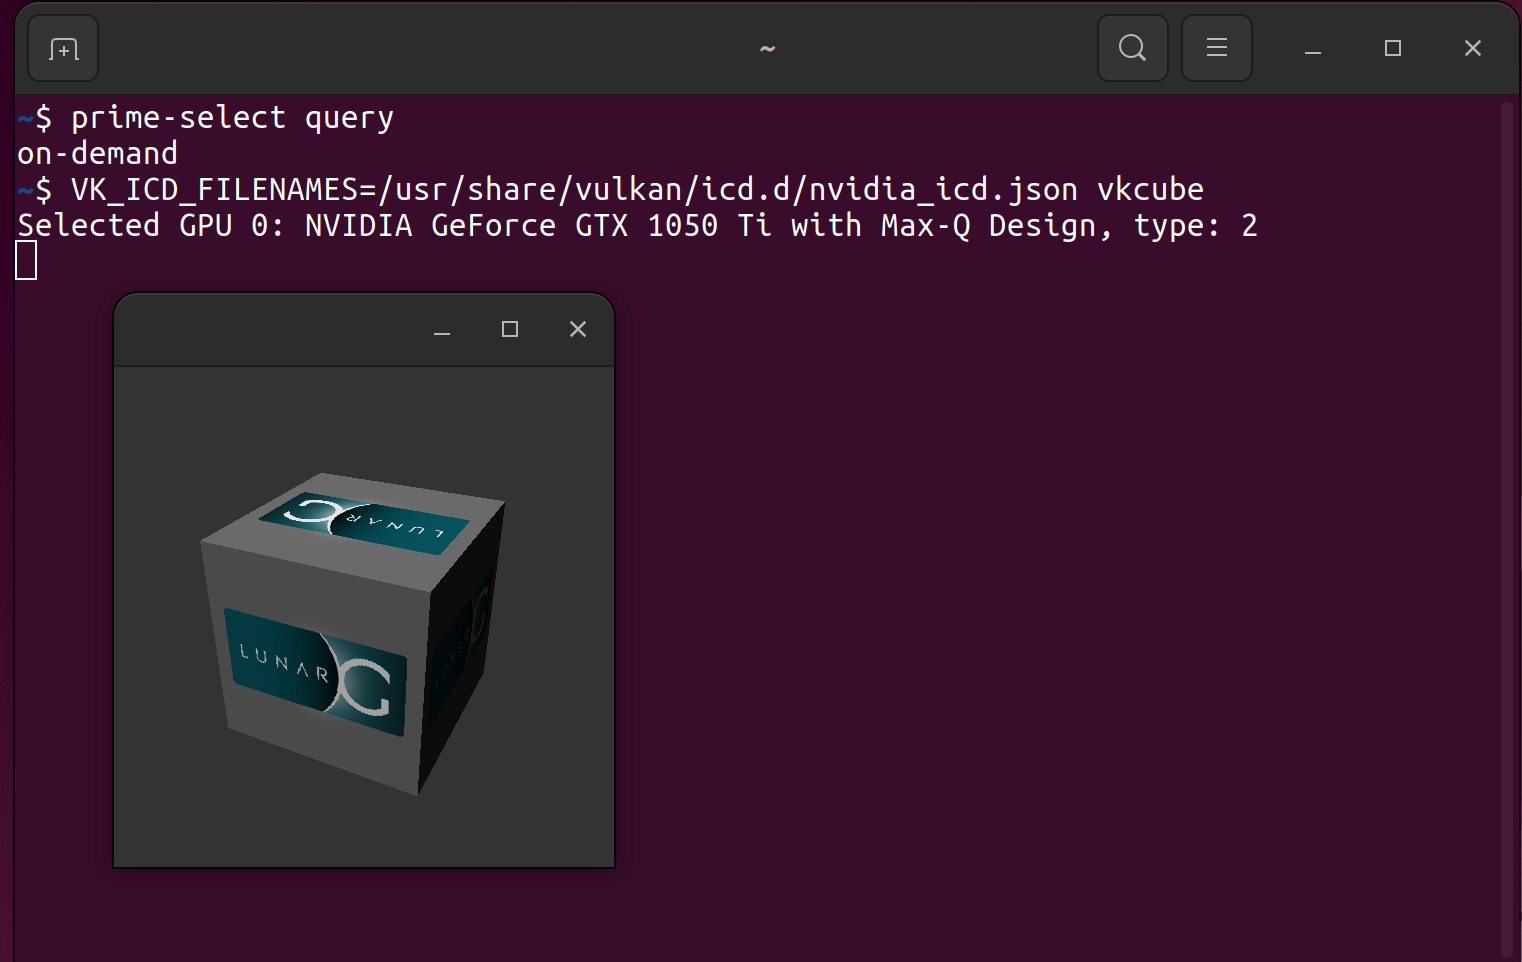 ~
~$ prime-select query
on-demand
~$ VK_ICD_FILENAMES=/usr/share/vulkan/icd.d/nvidia_icd.json vkcube
Selected GPU 0: NVIDIA GeForce GTX 1050 Ti with Max-Q Design, type: 2
LUNAR G
LUNAR G
LUNAR G